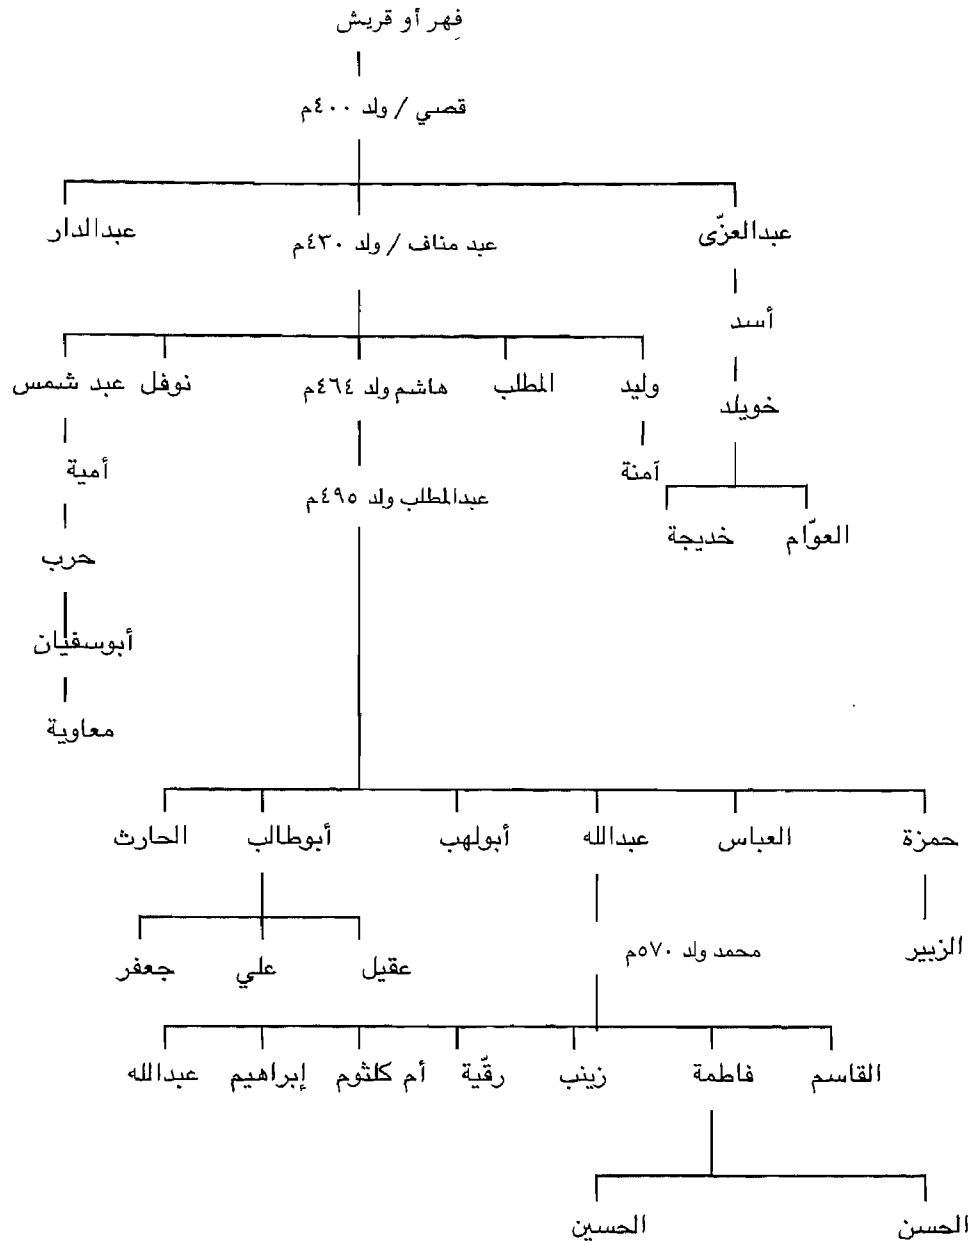 فِهر أو قريش
قصي / ولد ٤٠٠م
عبدالعزّى عبد مناف / ولد ٤٣٠م عبدالدار
أسد
وليد المطلب هاشم ولد ٤٦٤م نوفل عبد شمس
خويلد
آمنة أمية
عبدالمطلب ولد ٤٩٥م
العوّام خديجة
حرب
أبوسفيان
معاوية
حمزة العباس عبدالله أبولهب أبوطالب الحارث
الزبير محمد ولد ٥٧٠م
عقيل علي جعفر
القاسم فاطمة زينب رقّية أم كلثوم إبراهيم عبدالله
الحسن الحسين